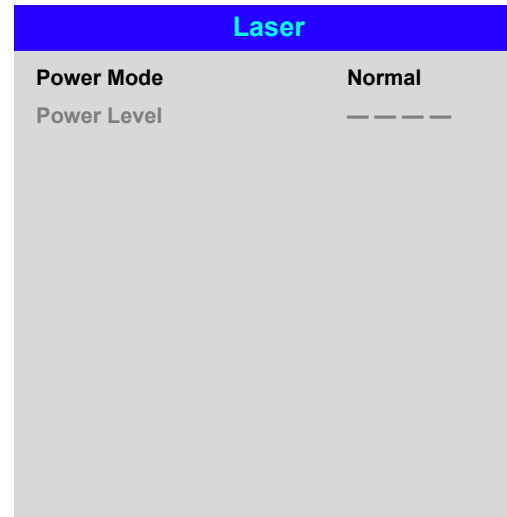 Laser
Power Mode Normal
Power Level — — — —